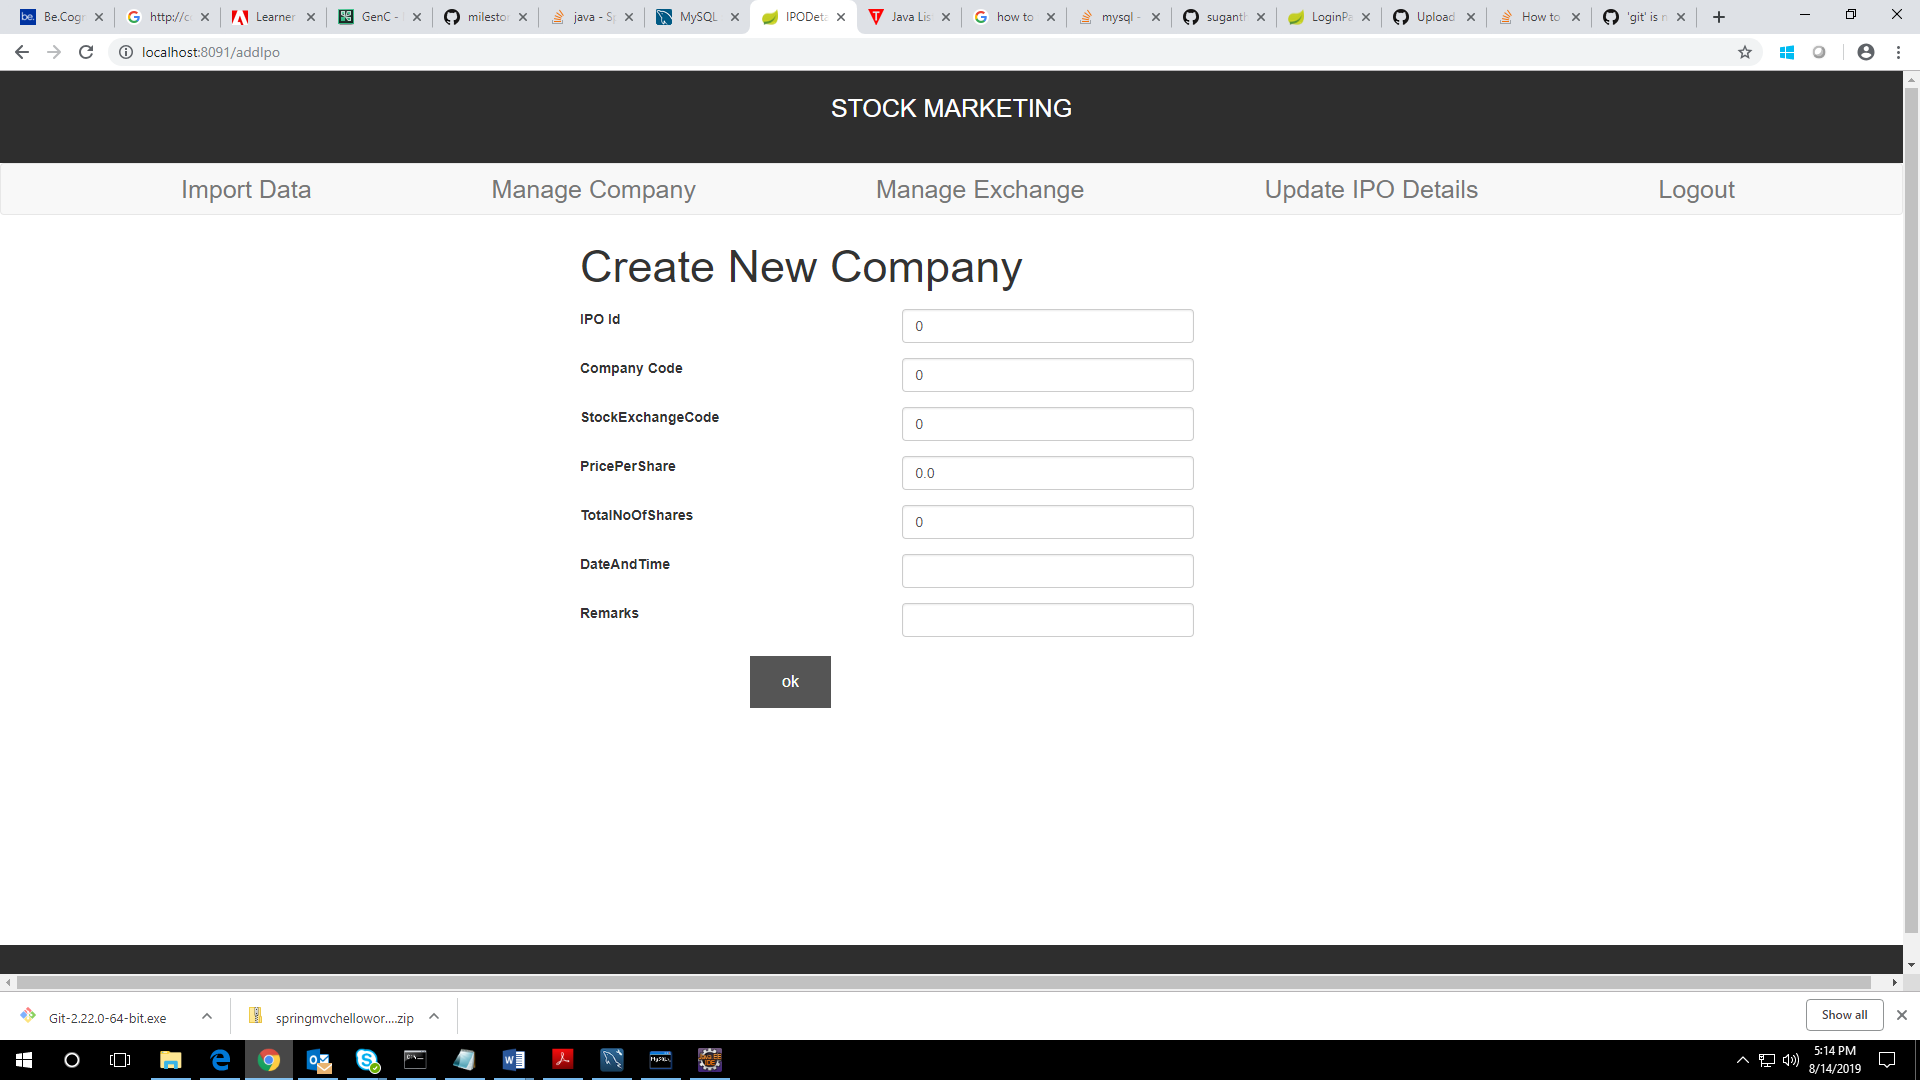 Be.Cogn
http://c
Learner
GenC -
milesto
java - S
MySQL
IPODeta
Java Lis
how to
mysql -
sugant
LoginPa
Upload
How to
'git' is n
localhost:8091/addIpo
STOCK MARKETING
Import Data
Manage Company
Manage Exchange
Update IPO Details
Logout
Create New Company
IPO Id
0
Company Code
0
StockExchangeCode
0
PricePerShare
0.0
TotalNoOfShares
0
DateAndTime
Remarks
ok
Git-2.22.0-64-bit.exe
springmvchellowor....zip
Show all
5:14 PM
8/14/2019